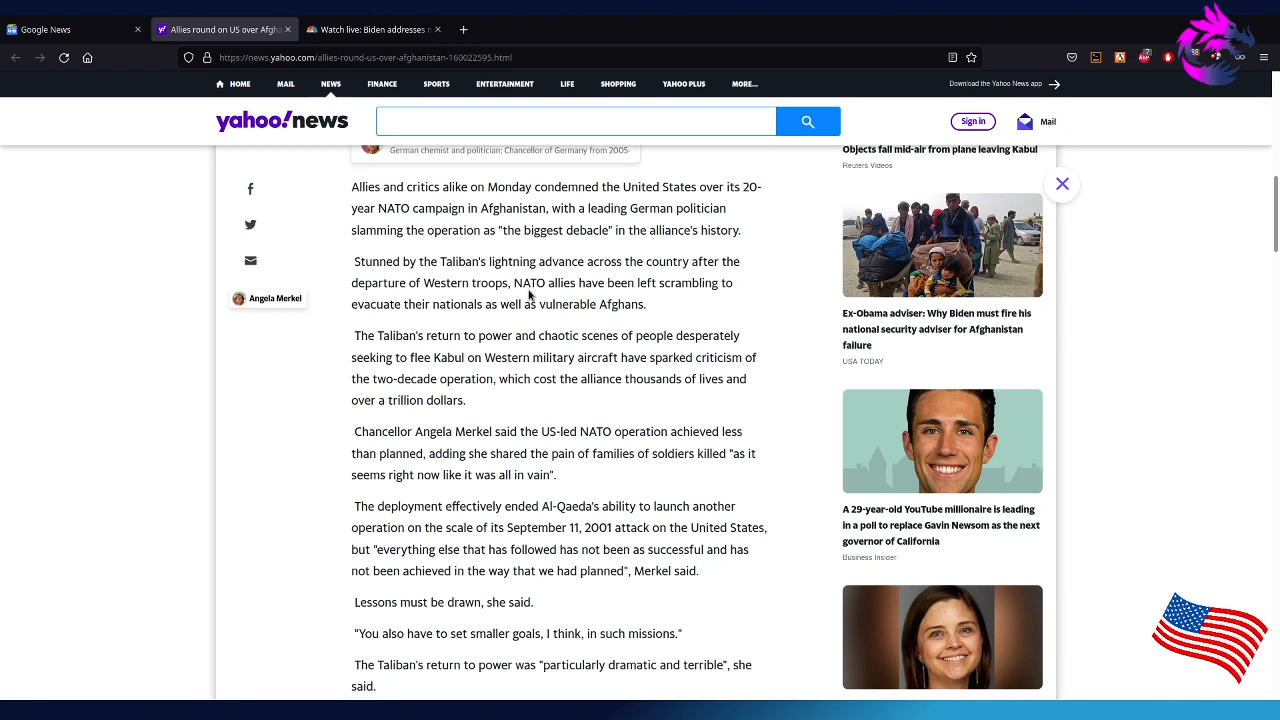 Google News
Allies round on US over Afgh
Watch live: Biden addresses n
https://news.yahoo.com/allies-round-us-over-afghanistan-160022595.html
HOME MAIL NEWS FINANCE SPORTS ENTERTAINMENT LIFE SHOPPING YAHOO PLUS MORE...
Download the Yahoo News app
yahoo!news
Sign in
Mail
German chemist and politician; Chancellor of Germany from 2005-
Angela Merkel
Allies and critics alike on Monday condemned the United States over its 20-
year NATO campaign in Afghanistan, with a leading German politician
slamming the operation as "the biggest debacle" in the alliance's history.
Stunned by the Taliban's lightning advance across the country after the
departure of Western troops, NATO allies have been left scrambling to
evacuate their nationals as well as vulnerable Afghans.
The Taliban's return to power and chaotic scenes of people desperately
seeking to flee Kabul on Western military aircraft have sparked criticism of
the two-decade operation, which cost the alliance thousands of lives and
over a trillion dollars.
Chancellor Angela Merkel said the US-led NATO operation achieved less
than planned, adding she shared the pain of families of soldiers killed "as it
seems right now like it was all in vain".
The deployment effectively ended Al-Qaeda's ability to launch another
operation on the scale of its September 11, 2001 attack on the United States,
but "everything else that has followed has not been as successful and has
not been achieved in the way that we had planned", Merkel said.
Lessons must be drawn, she said.
"You also have to set smaller goals, I think, in such missions."
The Taliban's return to power was "particularly dramatic and terrible", she
said.
Objects fall mid-air from plane leaving Kabul
Reuters Videos
Ex-Obama adviser: Why Biden must fire his
national security adviser for Afghanistan
failure
USA TODAY
A 29-year-old YouTube millionaire is leading
in a poll to replace Gavin Newsom as the next
governor of California
Business Insider